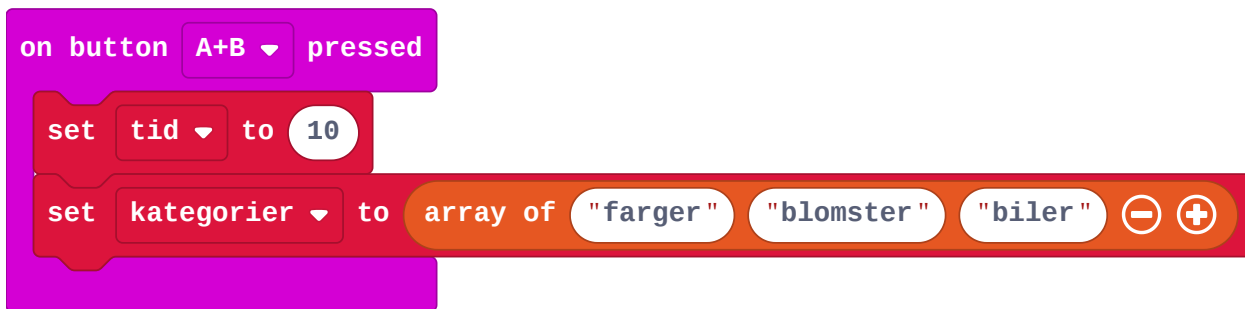 on button A+B pressed
set tid to 10
set kategorier to array of "farger" "blomster" "biler"